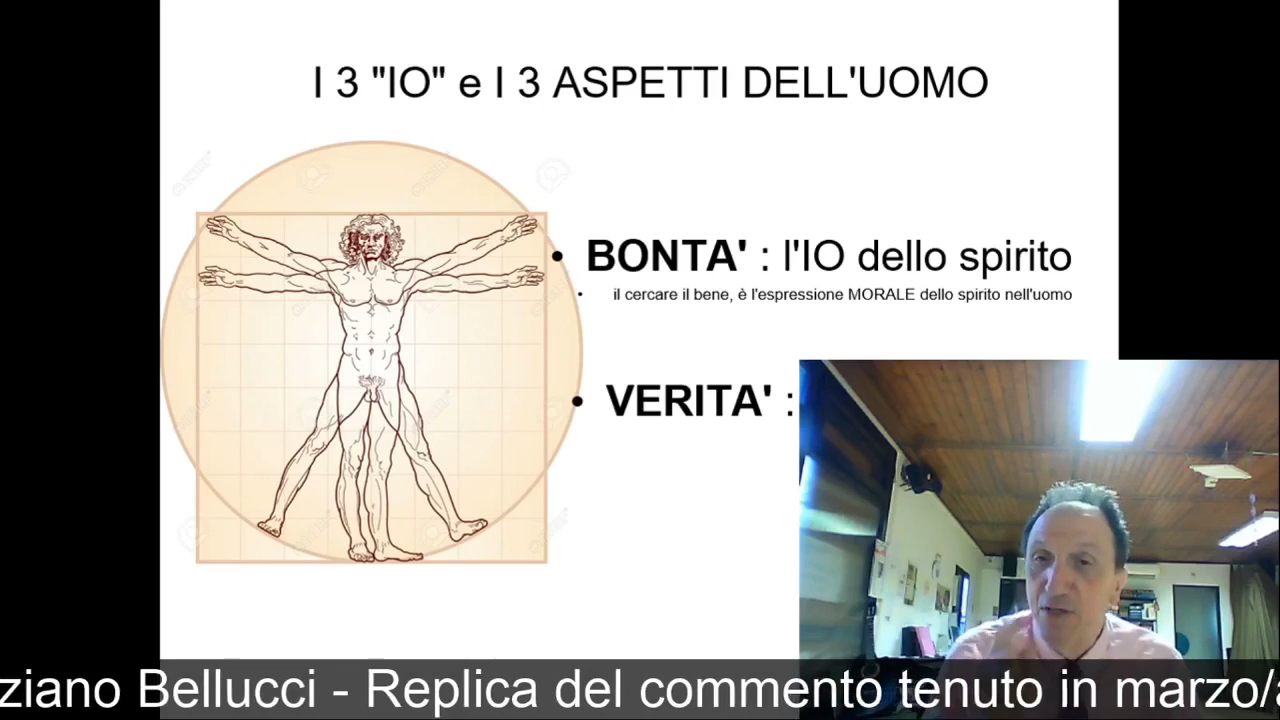 I 3 "IO" e I 3 ASPETTI DELL'UOMO
BONTA' : l'IO dello spirito
il cercare il bene, è l'espressione MORALE dello spirito nell'uomo
VERITA' :
ziano Bellucci - Replica del commento tenuto in marzo/a